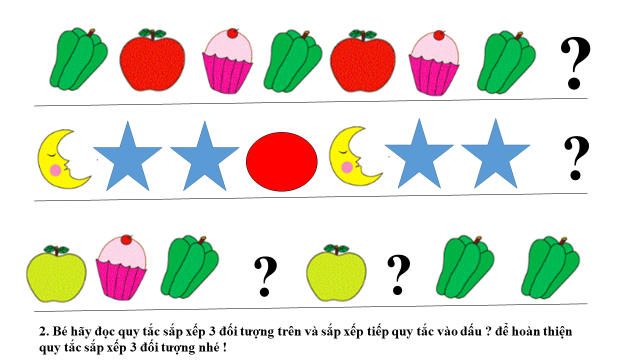 ?
?
? ?
2. Bé hãy đọc quy tắc sắp xếp 3 đối tượng trên và sắp xếp tiếp quy tắc vào dấu ? để hoàn thiện
quy tắc sắp xếp 3 đối tượng nhé !